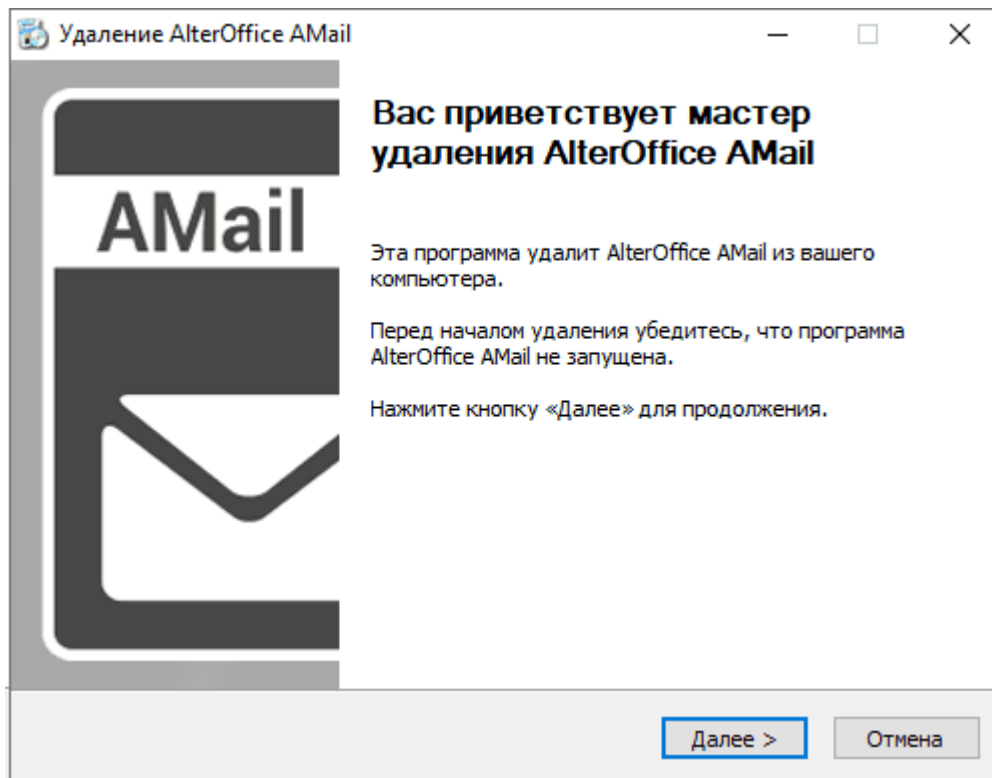 Удаление AlterOffice AMail
AMail
Вас приветствует мастер
удаления AlterOffice AMail
Эта программа удалит AlterOffice AMail из вашего
компьютера.
Перед началом удаления убедитесь, что программа
AlterOffice AMail не запущена.
Нажмите кнопку «Далее» для продолжения.
Далее >
Отмена